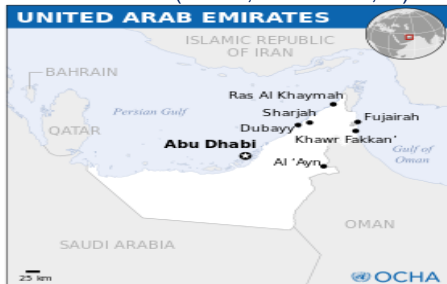 UNITED ARAB EMIRATES
ISLAMIC REPUBLIC
OF IRAN
BAHRAIN
Ras Al Khaymah
Persian Gulf
Sharjah
Fujairah
QATAR
Dubayy
Khawr Fakkan'
Abu Dhabi
Gulf of
Oman
Al 'Ayn
OMAN
SAUDI ARABIA
25 km
OCHA